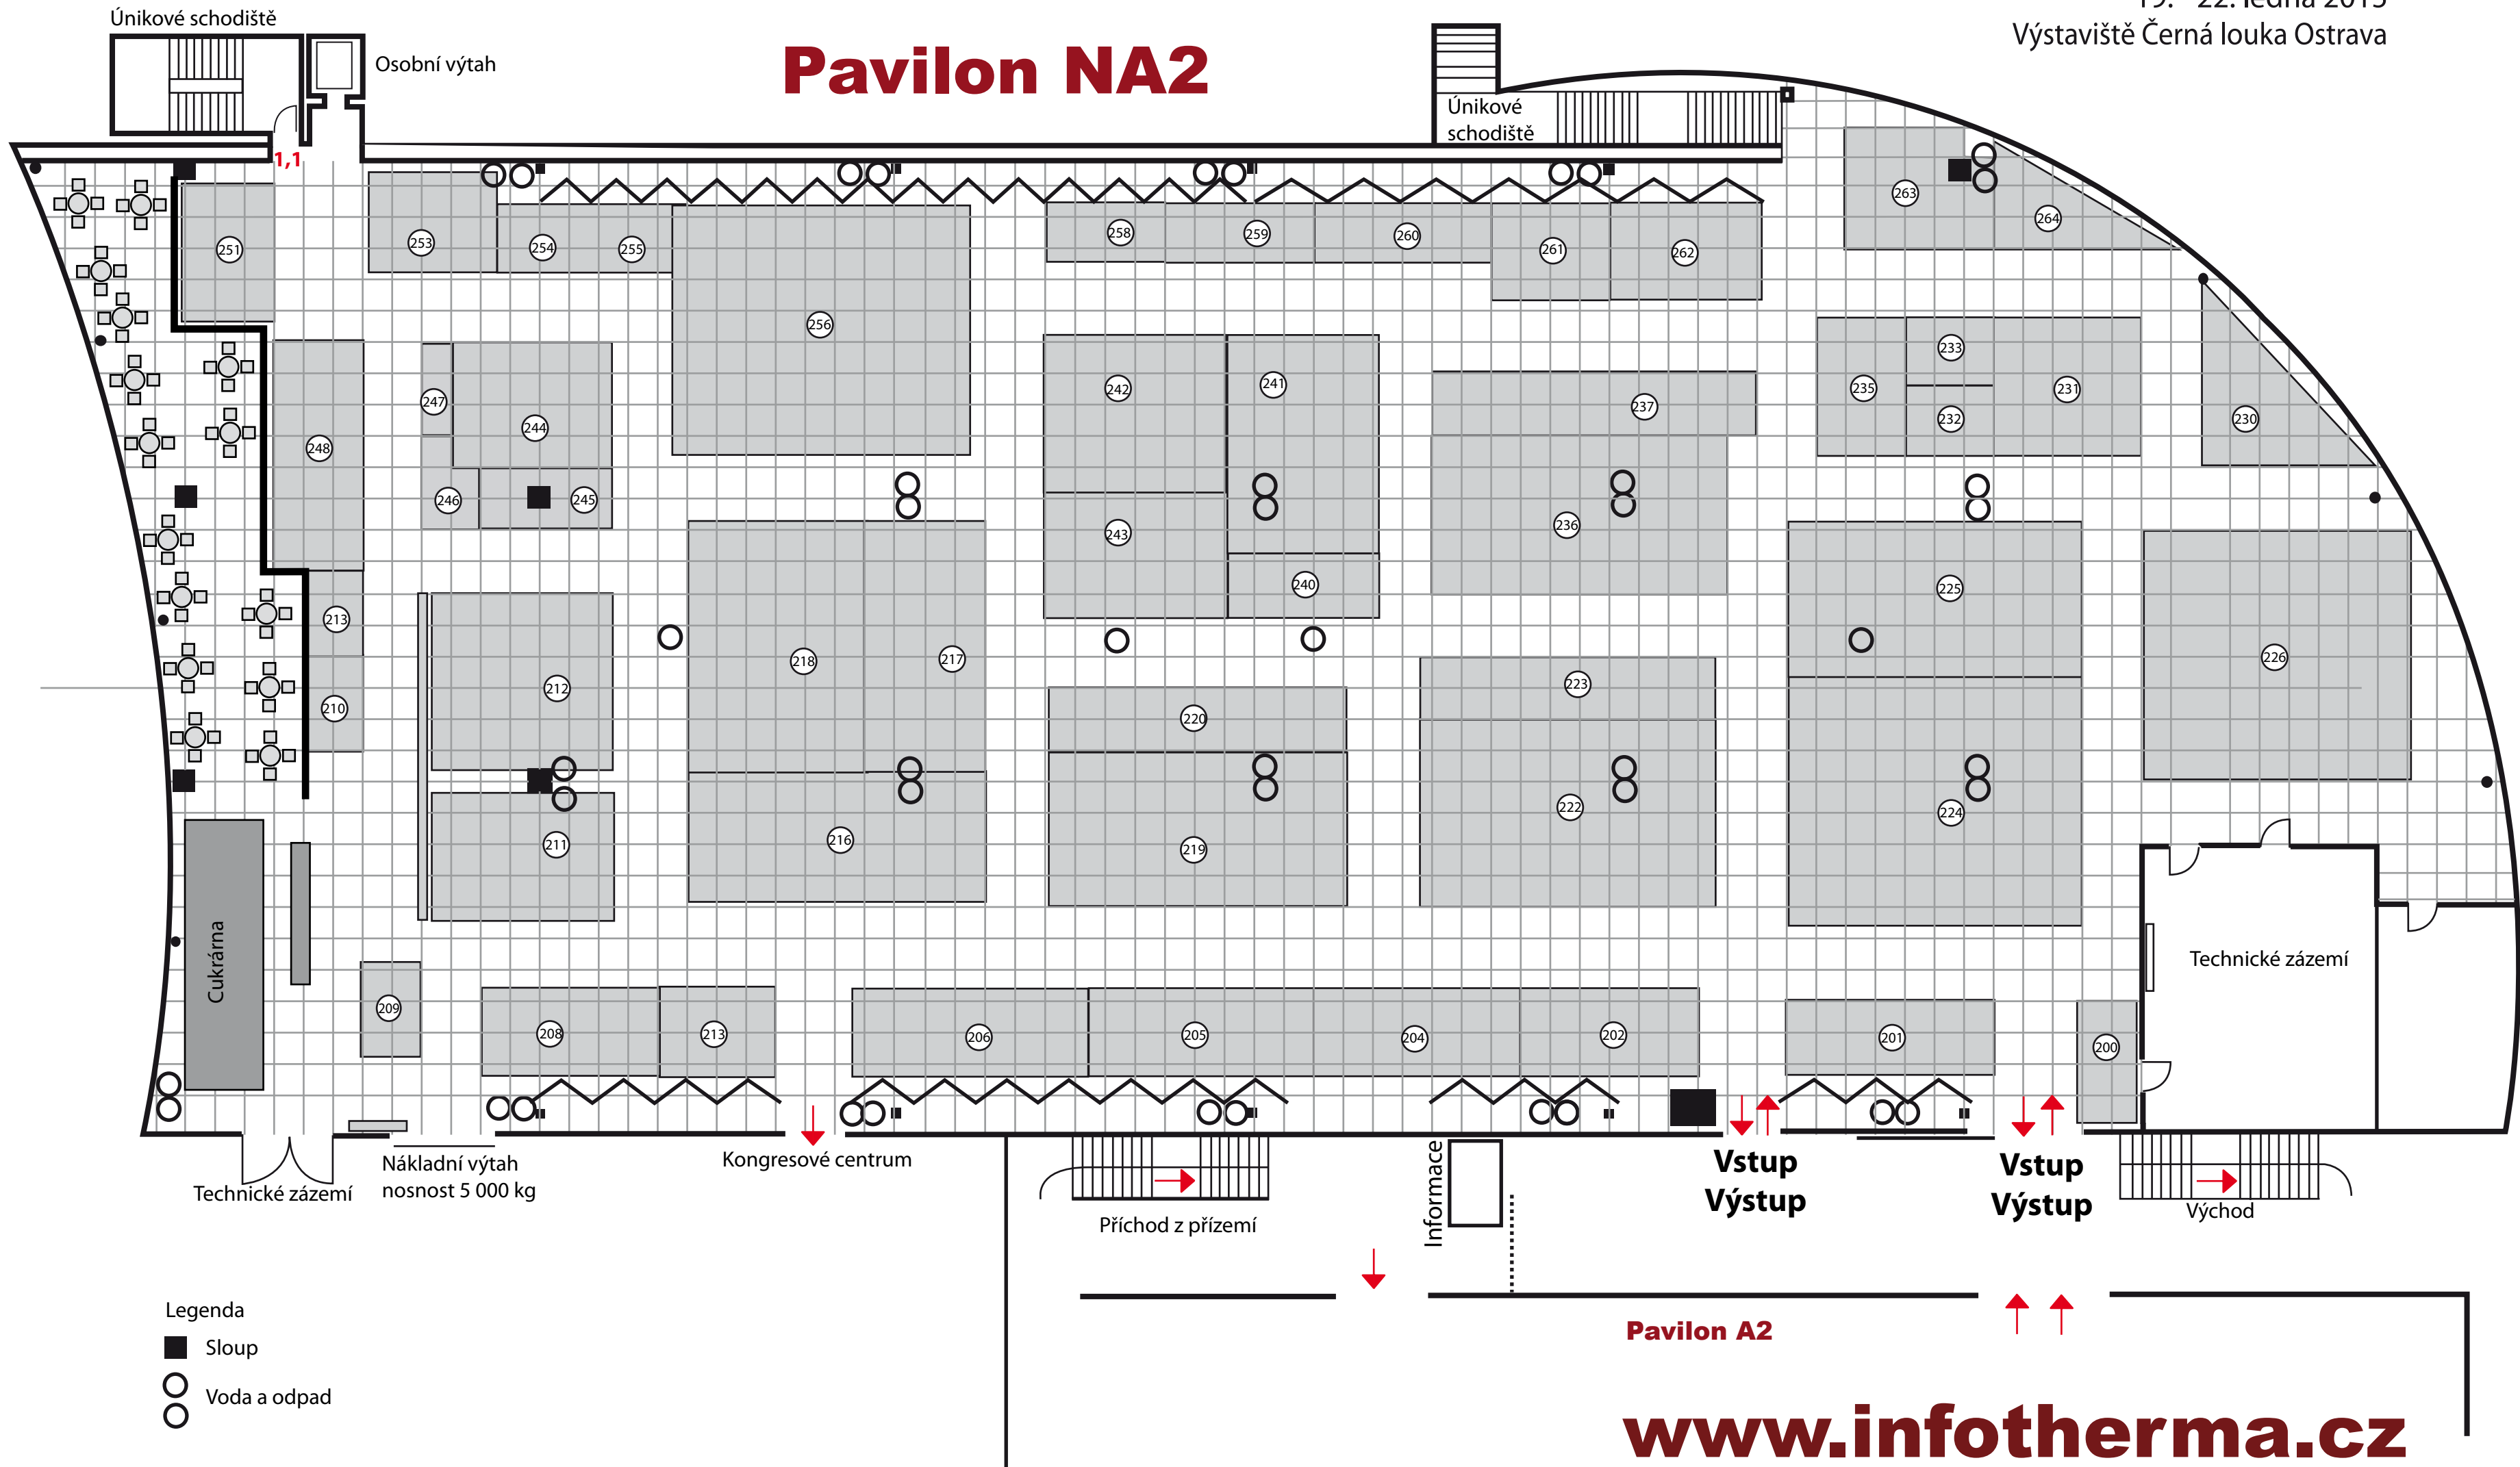 Únikové schodiště
Osobní výtah
Pavilon NA2
Výstaviště Černá louka Ostrava
Únikové
schodiště
1,1
263
264
251
253
254
255
258
259
260
261
262
256
247
244
248
246
245
242
241
243
240
237
236
235
233
232
231
230
213
210
212
218
217
211
216
220
219
223
222
225
224
226
Cukrárna
209
208
213
206
205
204
202
201
200
Technické zázemí
Technické zázemí
Nákladní výtah
nosnost 5 000 kg
Kongresové centrum
Příchod z přízemí
Informace
Vstup
Výstup
Vstup
Výstup
Východ
Legenda
Sloup
Voda a odpad
Pavilon A2
www.infotherma.cz